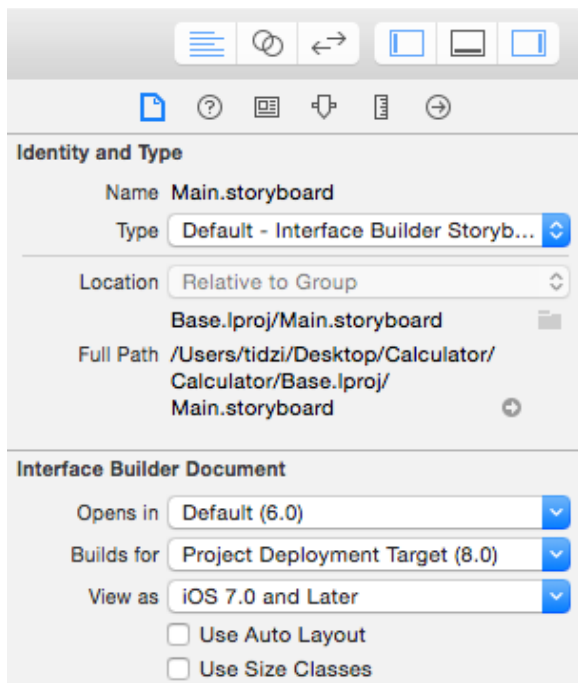 Identity and Type
Name Main.storyboard
Type Default - Interface Builder Storyb...
Location Relative to Group
Base.lproj/Main.storyboard
Full Path /Users/tidzi/Desktop/Calculator/
Calculator/Base.lproj/
Main.storyboard
Interface Builder Document
Opens in Default (6.0)
Builds for Project Deployment Target (8.0)
View as iOS 7.0 and Later
Use Auto Layout
Use Size Classes